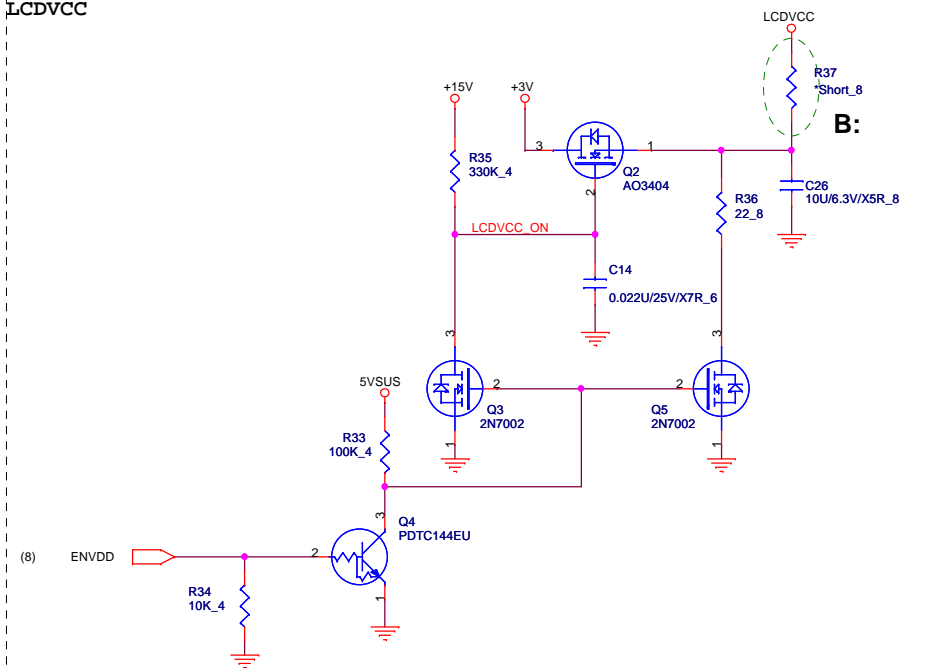 LCDVCC
LCDVCC
R37
*Short_8
B:
+15V
+3V
3
1
Q2
AO3404
2
R35
330K_4
R36
22_8
C26
10U/6.3V/X5R_8
LCDVCC_ON
C14
0.022U/25V/X7R_6
3
3
5VSUS
2
2
Q3
2N7002
Q5
2N7002
1
1
R33
100K_4
3
Q4
PDTC144EU
(8)
ENVDD
2
R34
10K_4
1